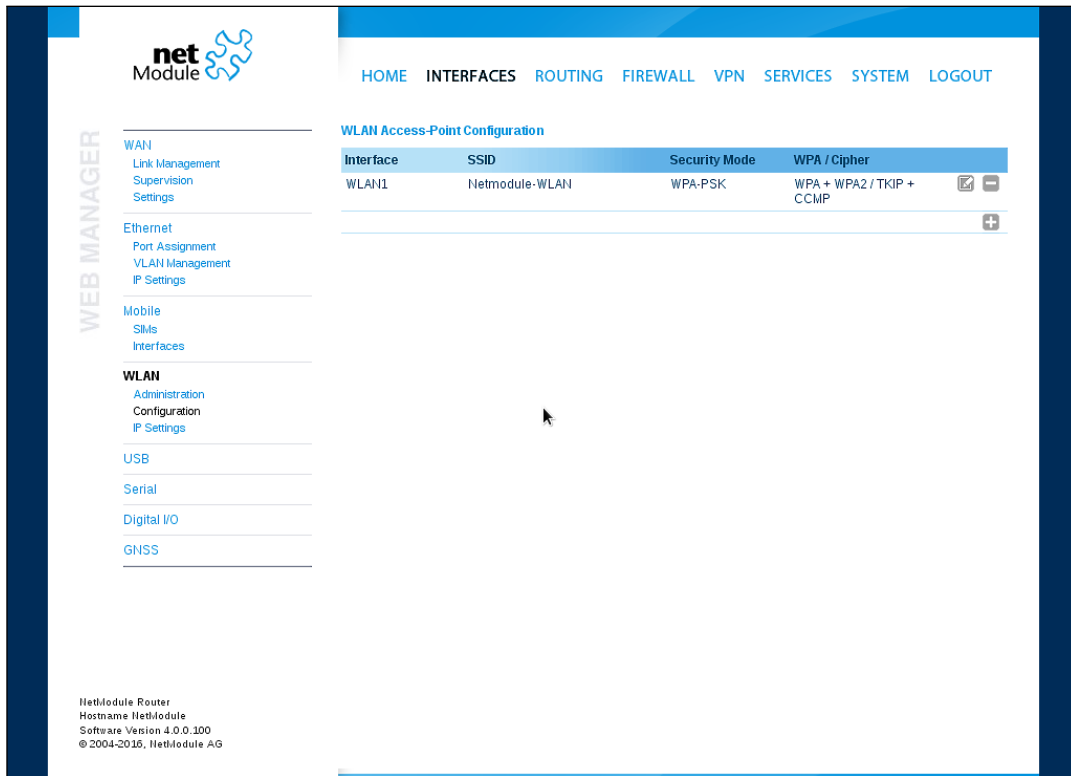 net
Module
HOME INTERFACES ROUTING FIREWALL VPN SERVICES SYSTEM LOGOUT
WEB MANAGER
WAN
Link Management
Supervision
Settings
Ethernet
Port Assignment
VLAN Management
IP Settings
Mobile
SIMs
Interfaces
WLAN
Administration
Configuration
IP Settings
USB
Serial
Digital I/O
GNSS
WLAN Access-Point Configuration
Interface SSID Security Mode WPA / Cipher
WLAN1 Netmodule-WLAN WPA-PSK WPA + WPA2 / TKIP +
CCMP
NetModule Router
Hostname NetModule
Software Version 4.0.0.100
© 2004-2016, NetModule AG